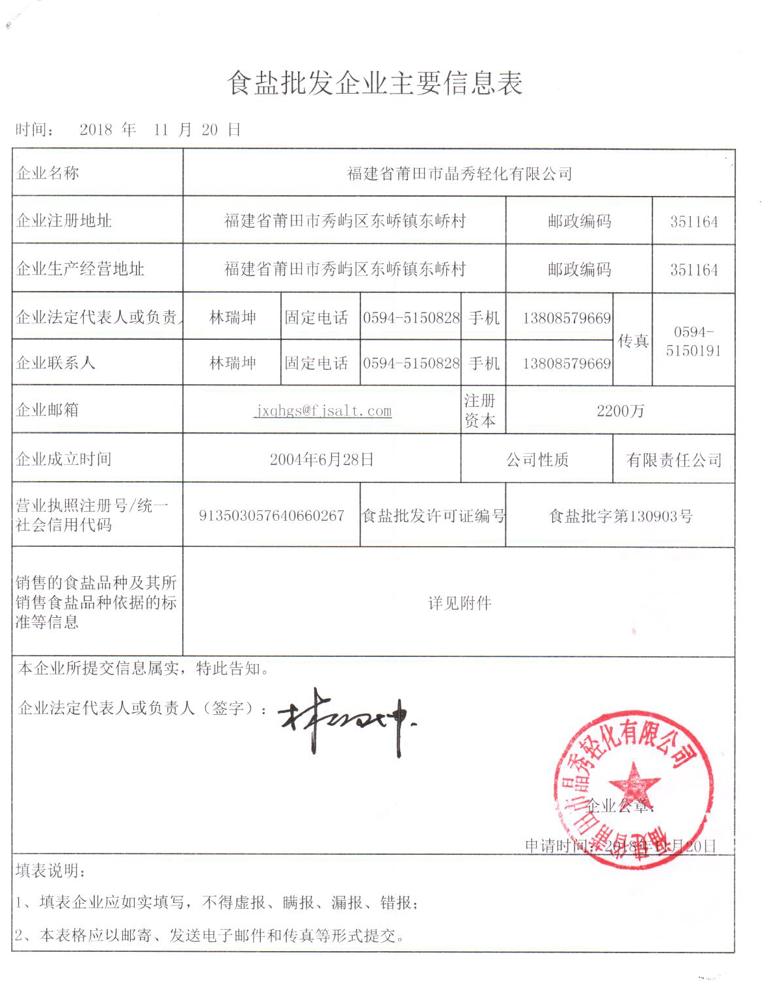 食盐批发企业主要信息表
时间： 2018 年 11 月 20 日
企业名称 福建省莆田市晶秀轻化有限公司
企业注册地址 福建省莆田市秀屿区东峤镇东峤村 邮政编码 351164
企业生产经营地址 福建省莆田市秀屿区东峤镇东峤村 邮政编码 351164
企业法定代表人或负责人 林瑞坤 固定电话 0594-5150828 手机 13808579669
传真 0594-
5150191
企业联系人 林瑞坤 固定电话 0594-5150828 手机 13808579669
企业邮箱 jxqhgs@fjsalt.com
注册
资本
2200万
企业成立时间 2004年6月28日 公司性质 有限责任公司
营业执照注册号/统一
社会信用代码
913503057640660267 食盐批发许可证编号 食盐批字第130903号
销售的食盐品种及其所
销售食盐品种依据的标
准等信息
详见附件
本企业所提交信息属实，特此告知。
企业法定代表人或负责人（签字）：林瑞坤
福建省莆田市晶秀轻化有限公司
企业公章：
申请时间：2018年11月20日
填表说明：
1、填表企业应如实填写，不得虚报、瞒报、漏报、错报；
2、本表格应以邮寄、发送电子邮件和传真等形式提交。